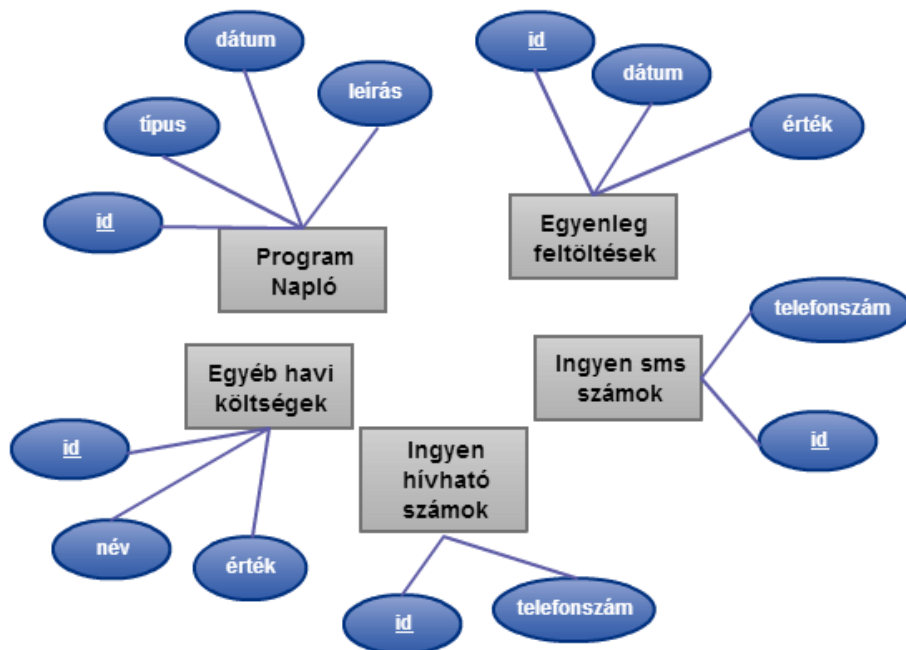 dátum
leírás
típus
id
Program
Napló
id
dátum
érték
Egyenleg
feltöltések
telefonszám
Ingyen sms
számok
id
Egyéb havi
költségek
id
név
érték
Ingyen
hívható
számok
id
telefonszám